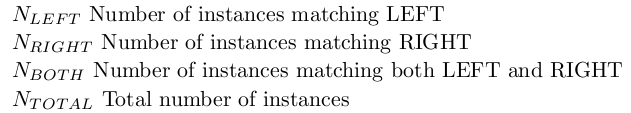 N_LEFT Number of instances matching LEFT
N_RIGHT Number of instances matching RIGHT
N_BOTH Number of instances matching both LEFT and RIGHT
N_TOTAL Total number of instances